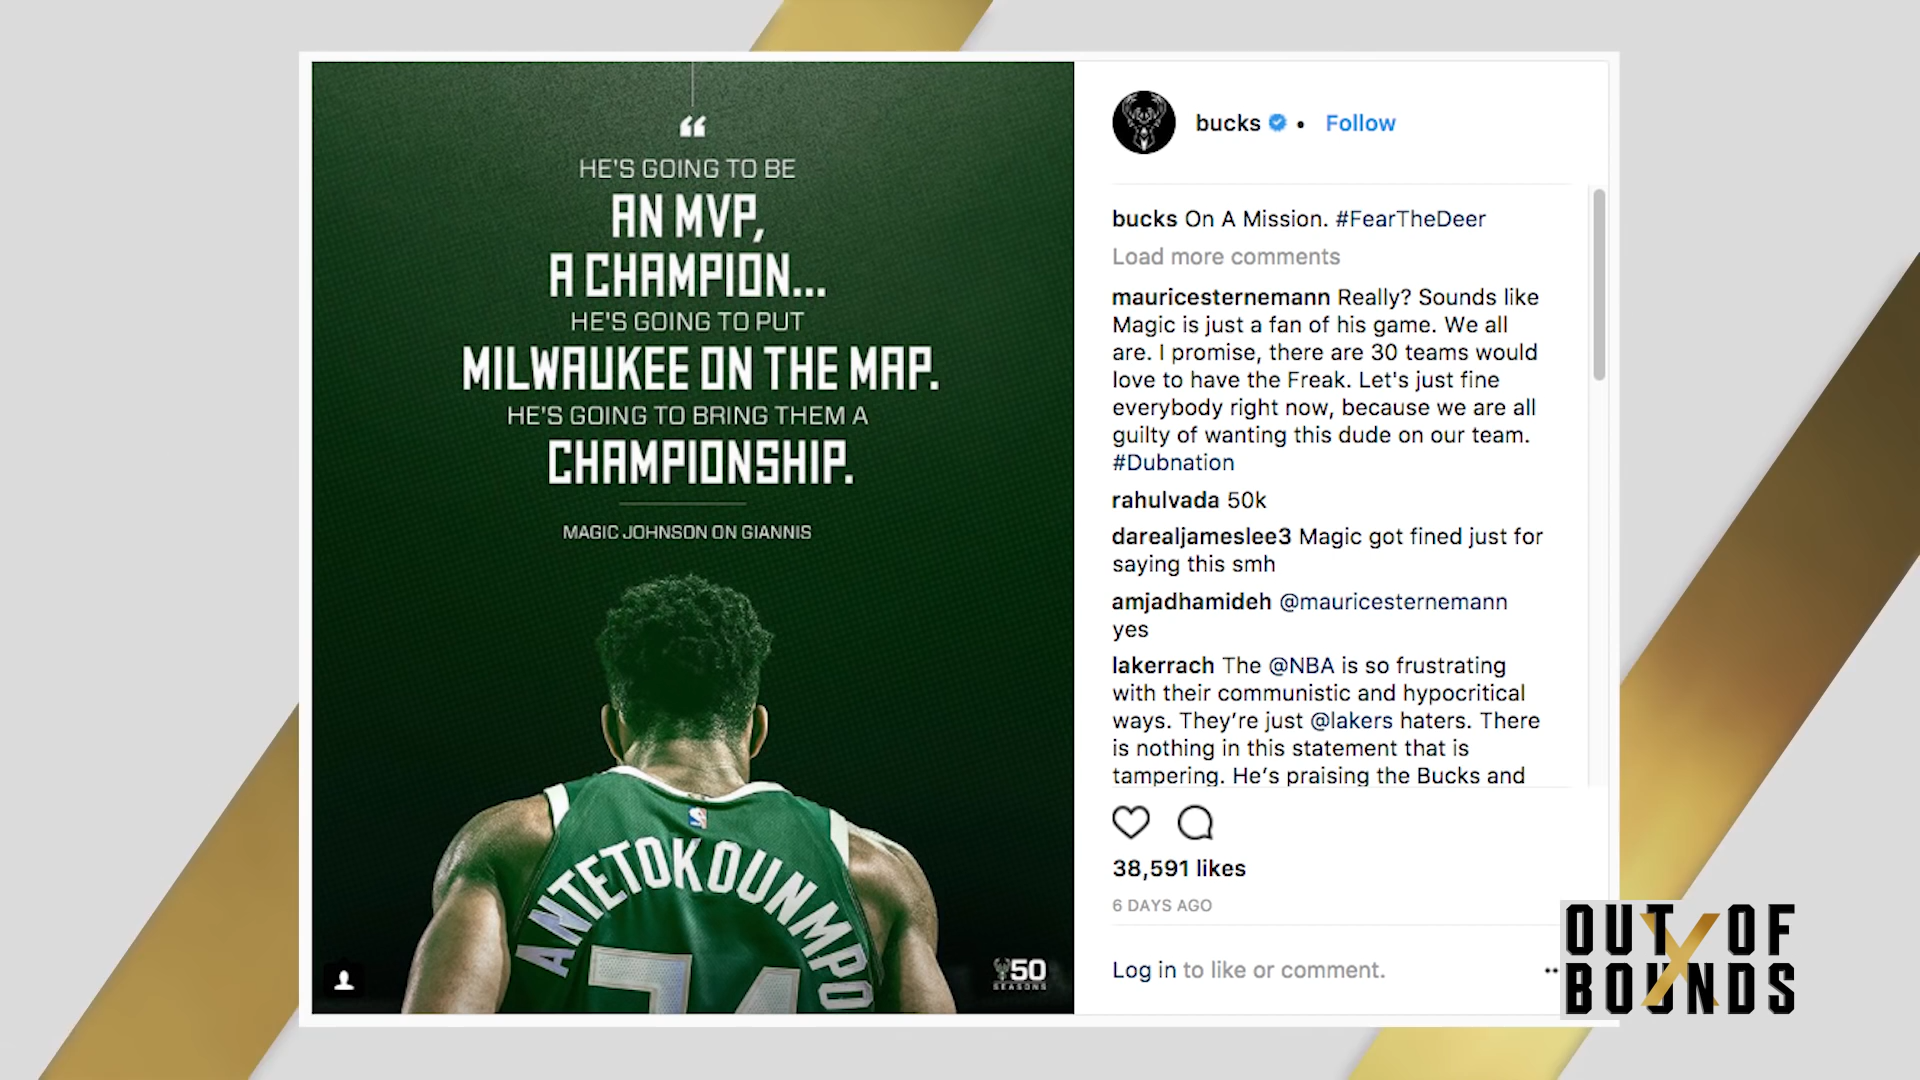 “
HE'S GOING TO BE
AN MVP,
A CHAMPION...
HE'S GOING TO PUT
MILWAUKEE ON THE MAP.
HE'S GOING TO BRING THEM A
CHAMPIONSHIP.
MAGIC JOHNSON ON GIANNIS
ANTETOKOUNMPO
34
50
SEASONS
bucks • Follow
bucks On A Mission. #FearTheDeer
Load more comments
mauricesternemann Really? Sounds like
Magic is just a fan of his game. We all
are. I promise, there are 30 teams would
love to have the Freak. Let's just fine
everybody right now, because we are all
guilty of wanting this dude on our team.
#Dubnation
rahulvada 50k
darealjameslee3 Magic got fined just for
saying this smh
amjadhamideh @mauricesternemann
yes
lakerrach The @NBA is so frustrating
with their communistic and hypocritical
ways. They’re just @lakers haters. There
is nothing in this statement that is
tampering. He’s praising the Bucks and
38,591 likes
6 DAYS AGO
Log in to like or comment.
OUT OF
BOUNDS